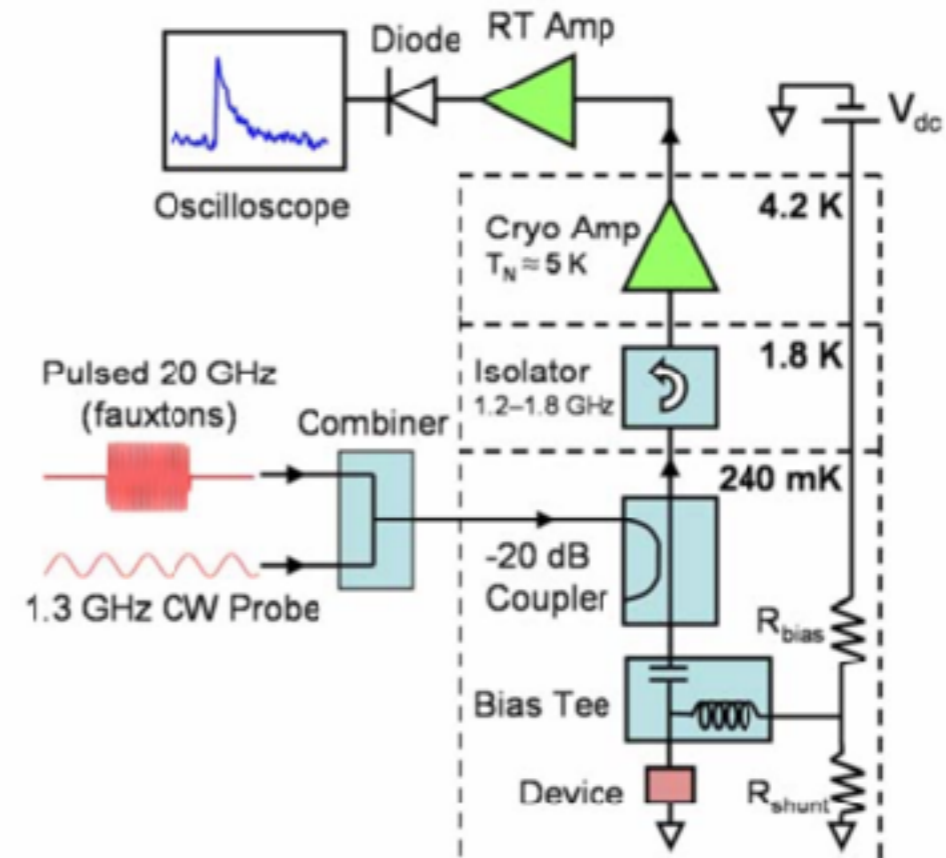 Diode
RT Amp
V_dc
Oscilloscope
4.2 K
Cryo Amp
T_N ≈ 5 K
1.8 K
Isolator
1.2–1.8 GHz
Pulsed 20 GHz
(fauxtons)
Combiner
240 mK
-20 dB
Coupler
1.3 GHz CW Probe
R_bias
Bias Tee
Device
R_shunt